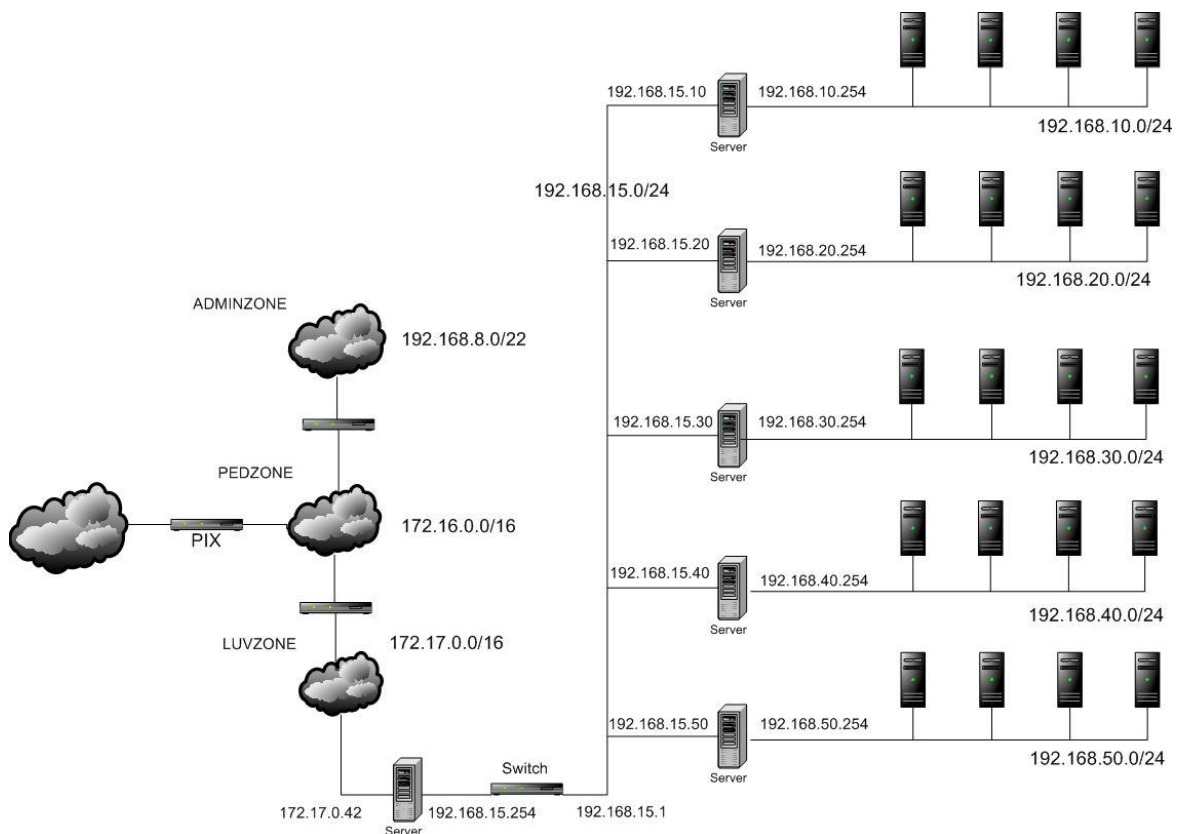 192.168.15.10
192.168.10.254
Server
192.168.10.0/24
192.168.15.0/24
192.168.15.20
192.168.20.254
Server
192.168.20.0/24
ADMINZONE
192.168.8.0/22
192.168.15.30
192.168.30.254
Server
192.168.30.0/24
PEDZONE
172.16.0.0/16
PIX
192.168.15.40
192.168.40.254
Server
192.168.40.0/24
LUVZONE
172.17.0.0/16
192.168.15.50
192.168.50.254
Server
192.168.50.0/24
Switch
172.17.0.42
192.168.15.254
192.168.15.1
Server